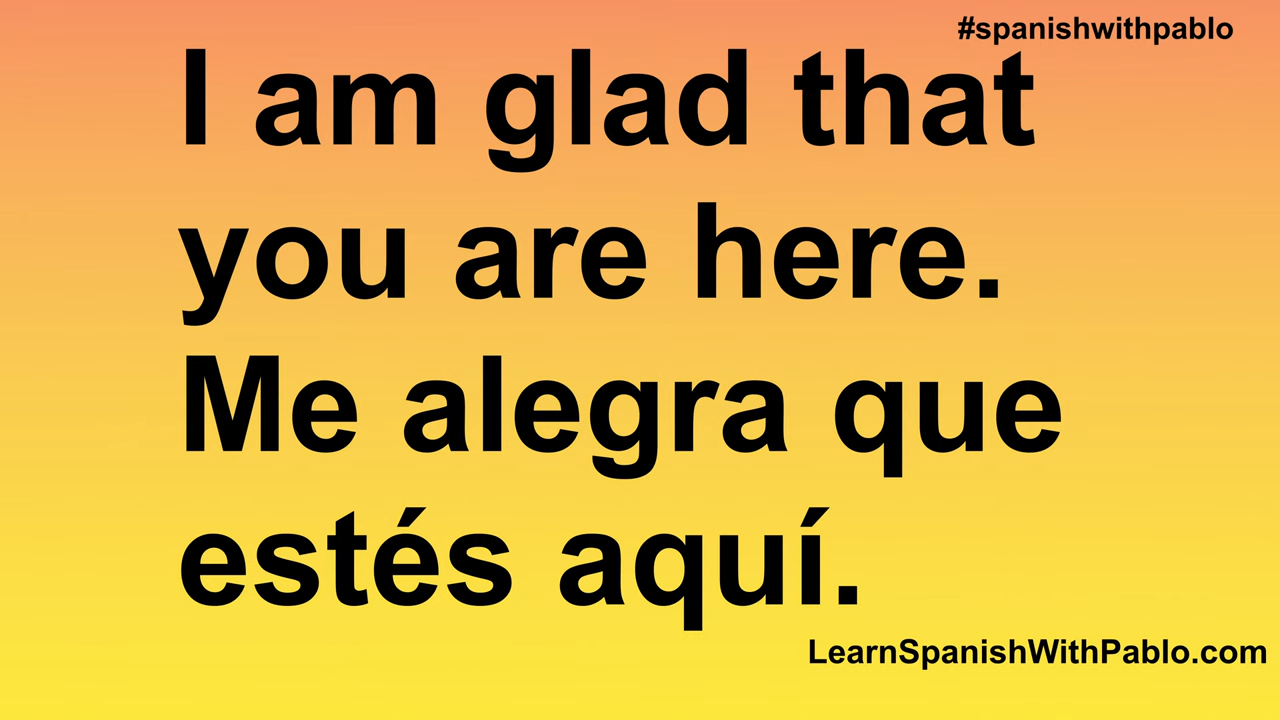 #spanishwithpablo
I am glad that
you are here.
Me alegra que
estés aquí.
LearnSpanishWithPablo.com